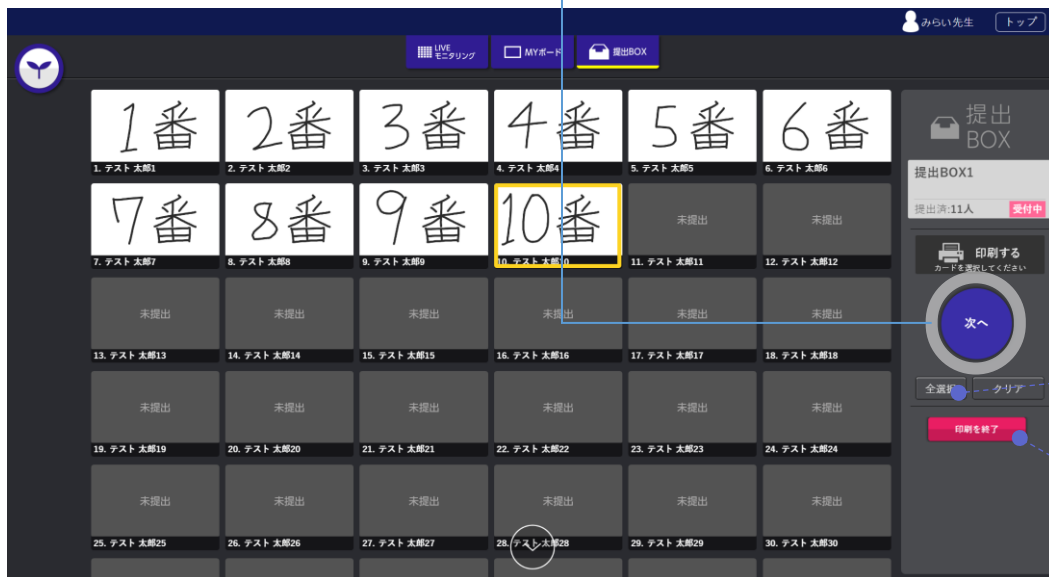 みらい先生 トップ
LIVE モニタリング MYボード 提出BOX
1番 2番 3番 4番 5番 6番
1. テスト 太郎1 2. テスト 太郎2 3. テスト 太郎3 4. テスト 太郎4 5. テスト 太郎5 6. テスト 太郎6
7番 8番 9番 10番 未提出 未提出
7. テスト 太郎7 8. テスト 太郎8 9. テスト 太郎9 10. テスト 太郎10 11. テスト 太郎11 12. テスト 太郎12
未提出 未提出 未提出 未提出 未提出 未提出
13. テスト 太郎13 14. テスト 太郎14 15. テスト 太郎15 16. テスト 太郎16 17. テスト 太郎17 18. テスト 太郎18
未提出 未提出 未提出 未提出 未提出 未提出
19. テスト 太郎19 20. テスト 太郎20 21. テスト 太郎21 22. テスト 太郎22 23. テスト 太郎23 24. テスト 太郎24
未提出 未提出 未提出 未提出 未提出 未提出
25. テスト 太郎25 26. テスト 太郎26 27. テスト 太郎27 28. テスト 太郎28 29. テスト 太郎29 30. テスト 太郎30
提出
BOX
提出BOX1
提出済:11人 受付中
印刷する
カードを選択してください
次へ
全選択 クリア
印刷を終了